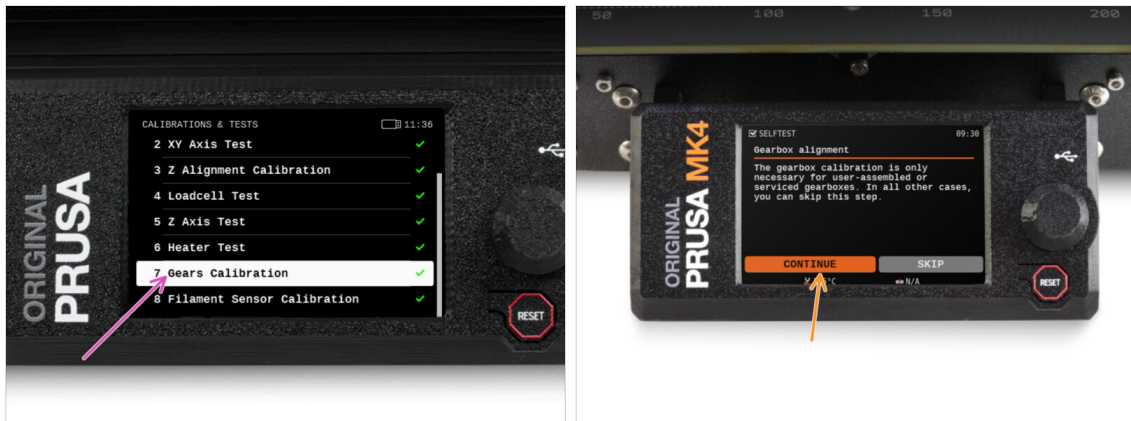 ORIGINAL
PRUSA
CALIBRATIONS & TESTS
11:36
2 XY Axis Test
3 Z Alignment Calibration
4 Loadcell Test
5 Z Axis Test
6 Heater Test
7 Gears Calibration
8 Filament Sensor Calibration
RESET
50 100 150 200
ORIGINAL
PRUSA MK4
SELFTEST
09:30
Gearbox alignment
The gearbox calibration is only
necessary for user-assembled or
serviced gearboxes. In all other cases,
you can skip this step.
CONTINUE
SKIP
N/A
RESET